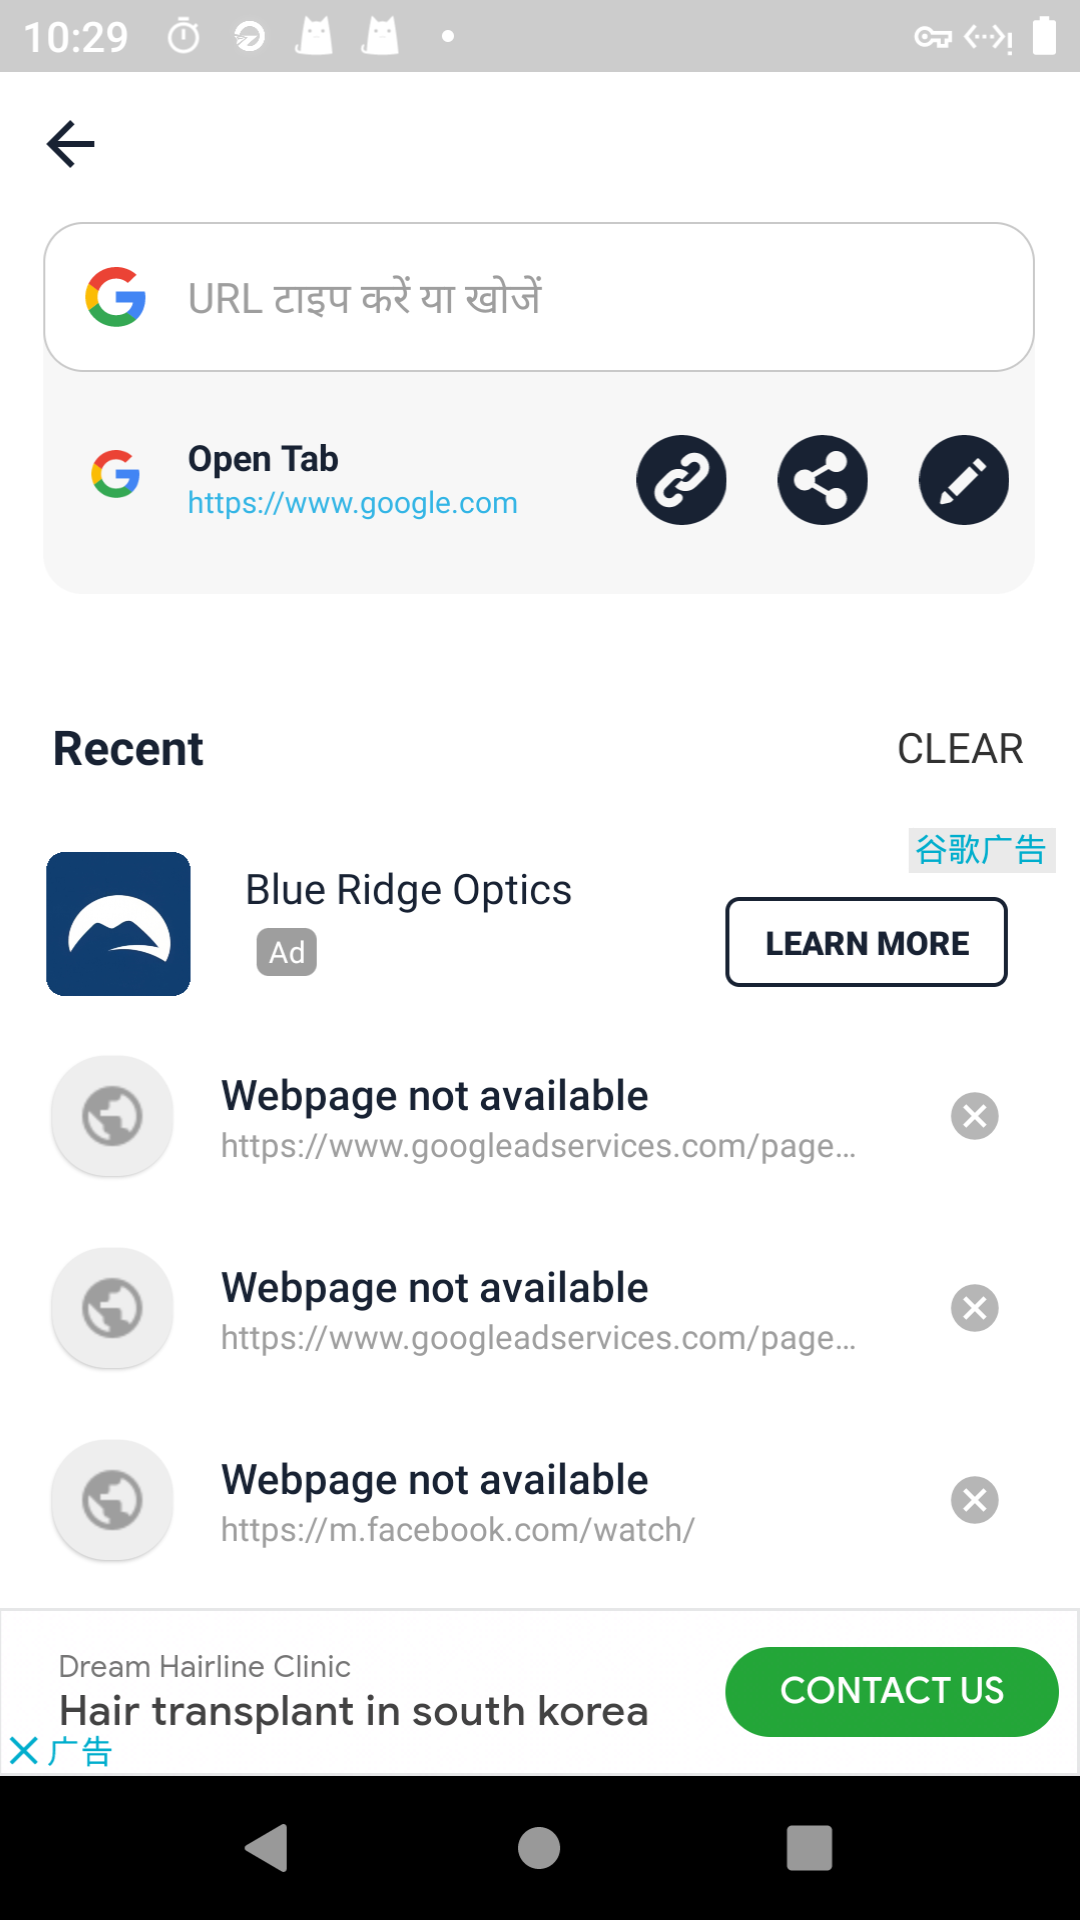 10:29
URL टाइप करें या खोजें
Open Tab
https://www.google.com
Recent
CLEAR
谷歌广告
Blue Ridge Optics
Ad
LEARN MORE
Webpage not available
https://www.googleadservices.com/page...
Webpage not available
https://www.googleadservices.com/page...
Webpage not available
https://m.facebook.com/watch/
Dream Hairline Clinic
Hair transplant in south korea
CONTACT US
广告